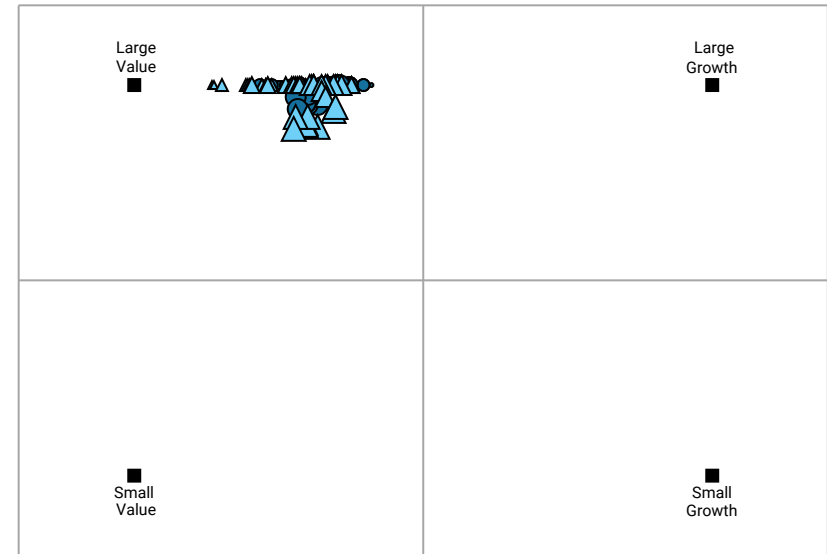 Large
Value
Large
Growth
Small
Value
Small
Growth